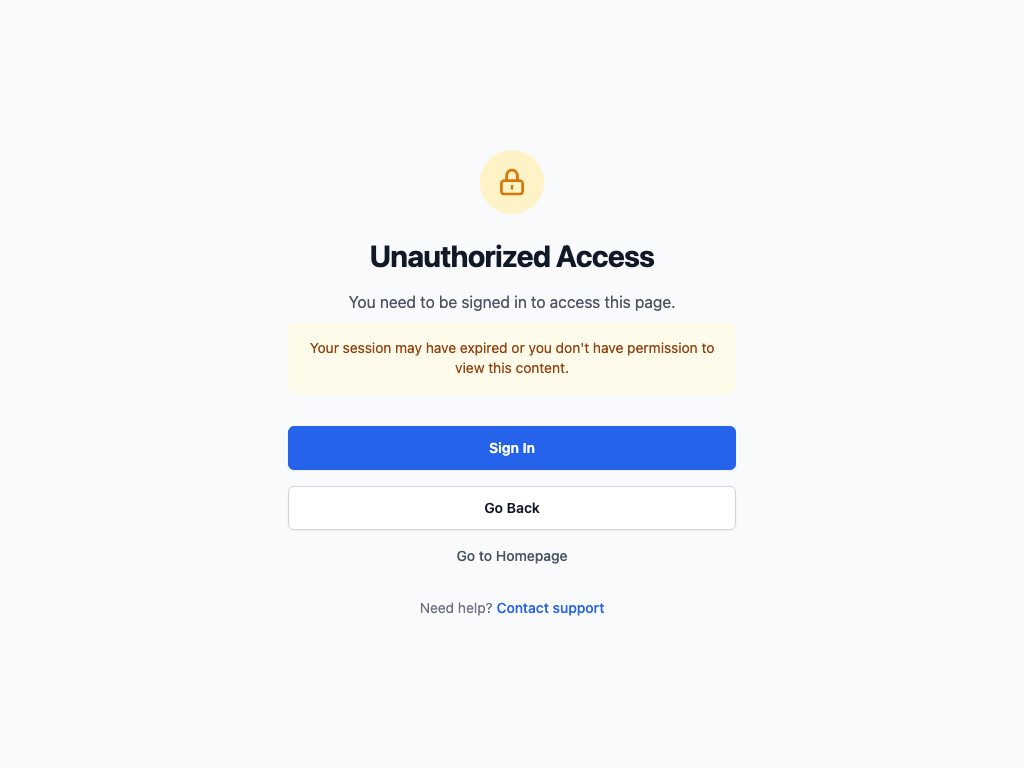 Unauthorized Access
You need to be signed in to access this page.
Your session may have expired or you don't have permission to
view this content.
Sign In
Go Back
Go to Homepage
Need help? Contact support